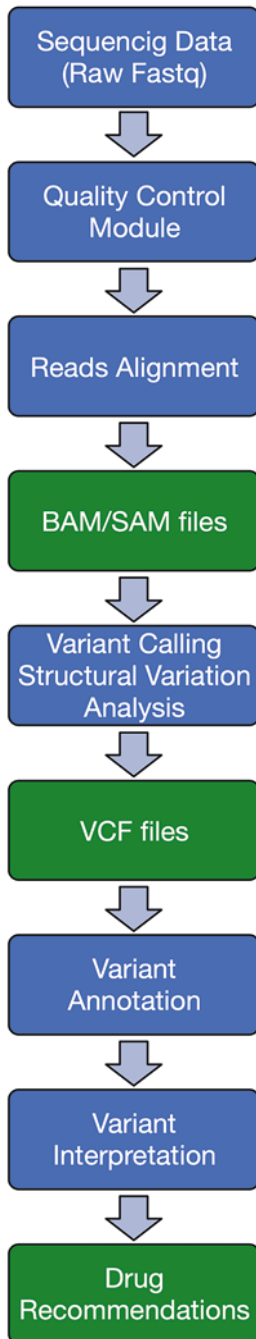 Sequencig Data
(Raw Fastq)
Quality Control
Module
Reads Alignment
BAM/SAM files
Variant Calling
Structural Variation
Analysis
VCF files
Variant
Annotation
Variant
Interpretation
Drug
Recommendations